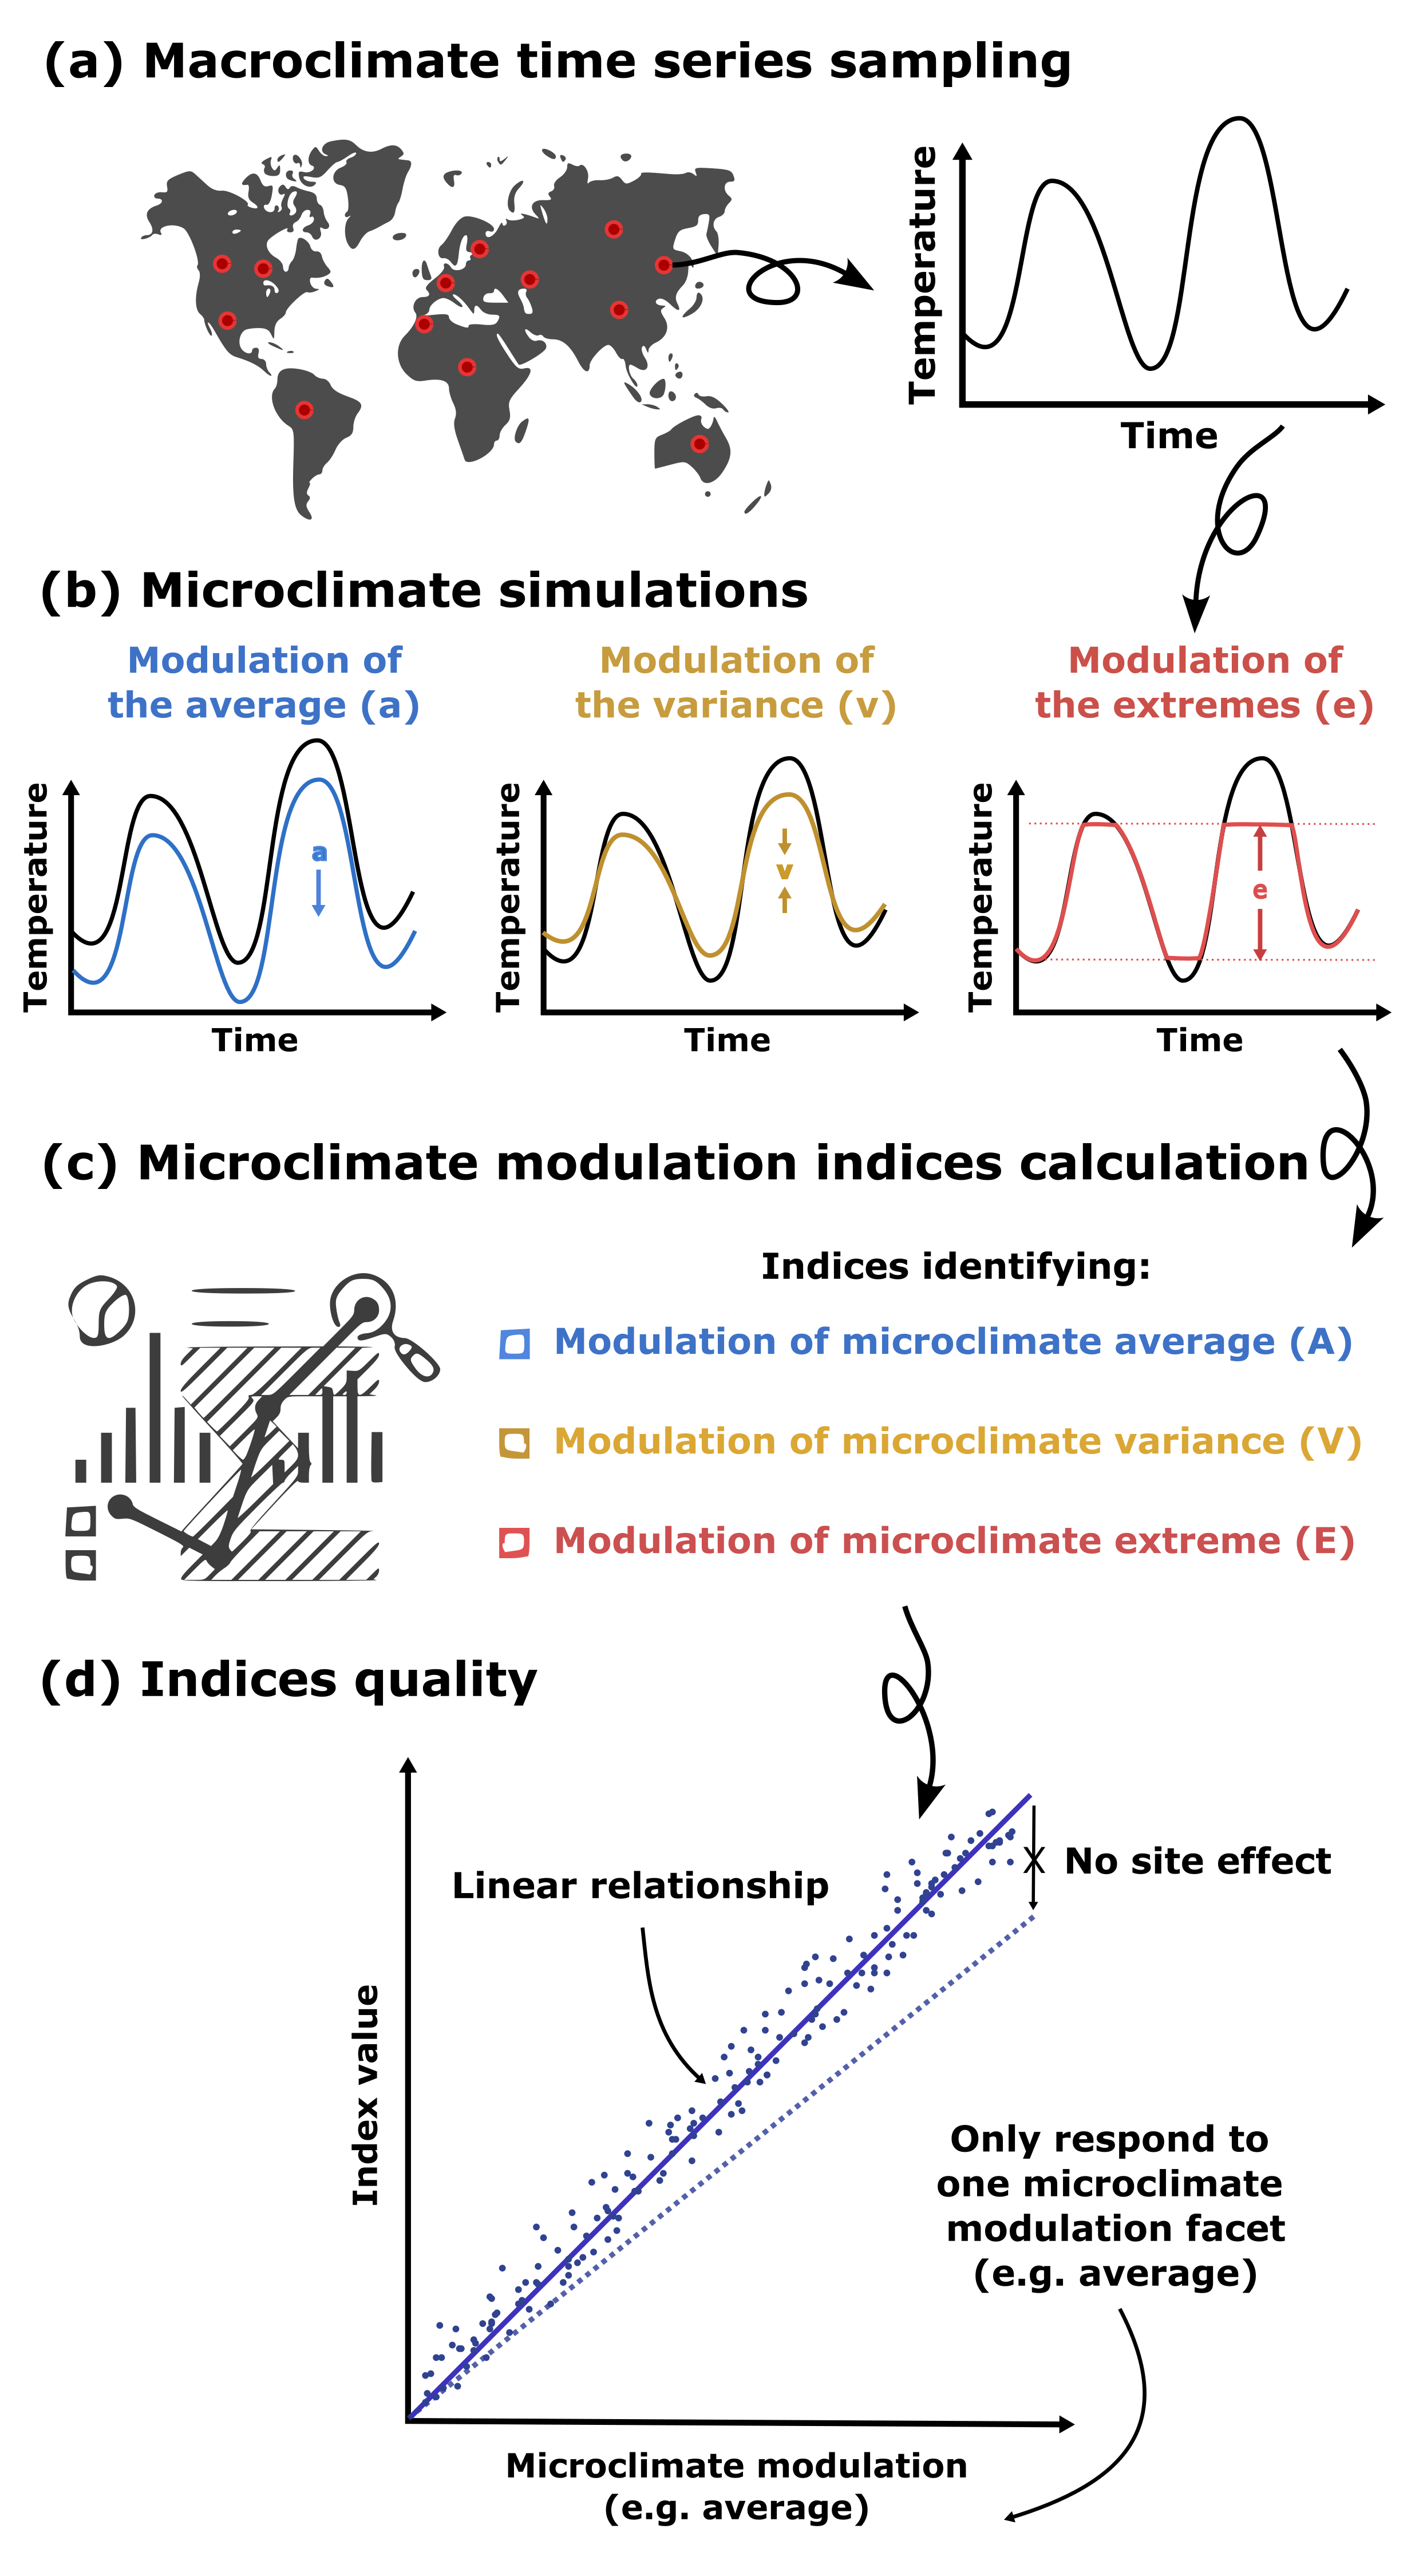 (a) Macroclimate time series sampling
Temperature
Time
(b) Microclimate simulations
Modulation of
the average (a)
Modulation of
the variance (v)
Modulation of
the extremes (e)
Temperature
a
Time
Temperature
v
Time
Temperature
e
Time
(c) Microclimate modulation indices calculation
Indices identifying:
Modulation of microclimate average (A)
Modulation of microclimate variance (V)
Modulation of microclimate extreme (E)
(d) Indices quality
Linear relationship
X No site effect
Index value
Only respond to
one microclimate
modulation facet
(e.g. average)
Microclimate modulation
(e.g. average)